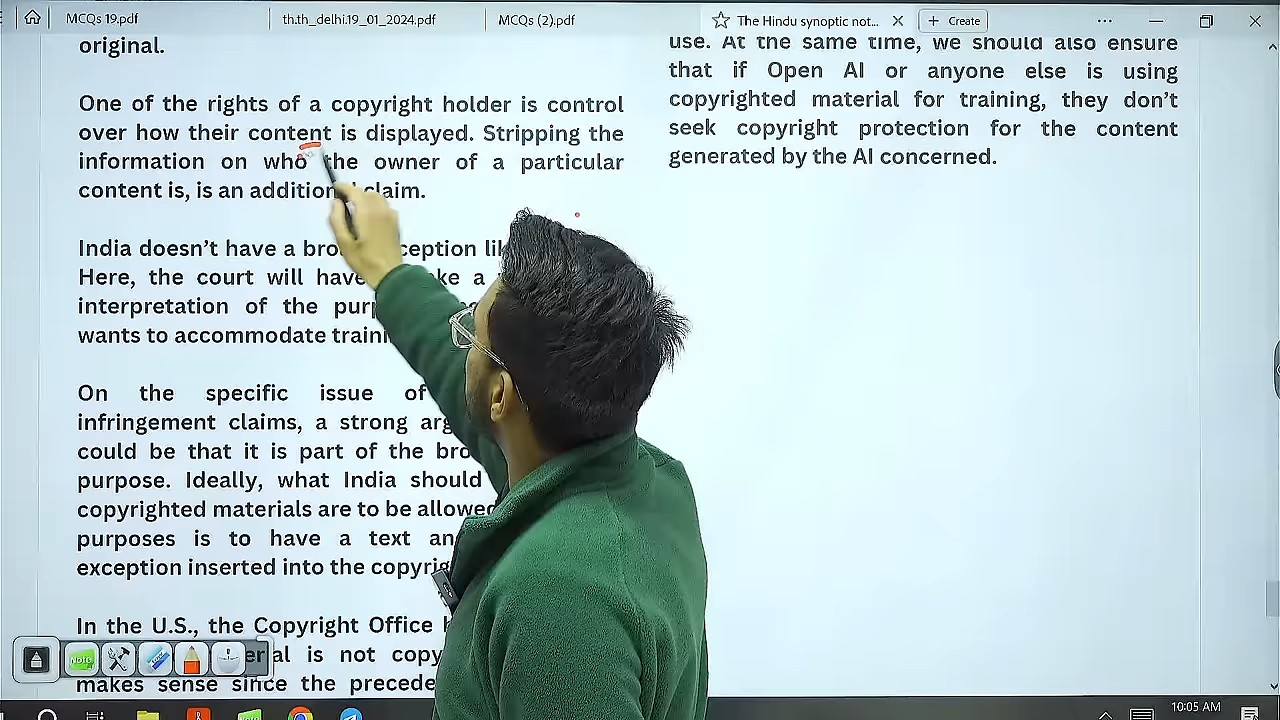 MCQs 19.pdf
th.th_delhi.19_01_2024.pdf
MCQs (2).pdf
The Hindu synoptic not...
+ Create
original.
One of the rights of a copyright holder is control
over how their content is displayed. Stripping the
information on who the owner of a particular
content is, is an additional claim.
India doesn't have a
Here, the court will have a
interpretation of the
wants to accommodate
On the specific issue of
infringement claims, a strong
could be that it is part of the
purpose. Ideally, what India should
copyrighted materials are to be allowed
purposes is to have a text
exception inserted into the
In the U.S., the Copyright Office
is not
makes sense since the
use. At the same time, we should also ensure
that if Open AI or anyone else is using
copyrighted material for training, they don't
seek copyright protection for the content
generated by the AI concerned.
Note
10:05 AM